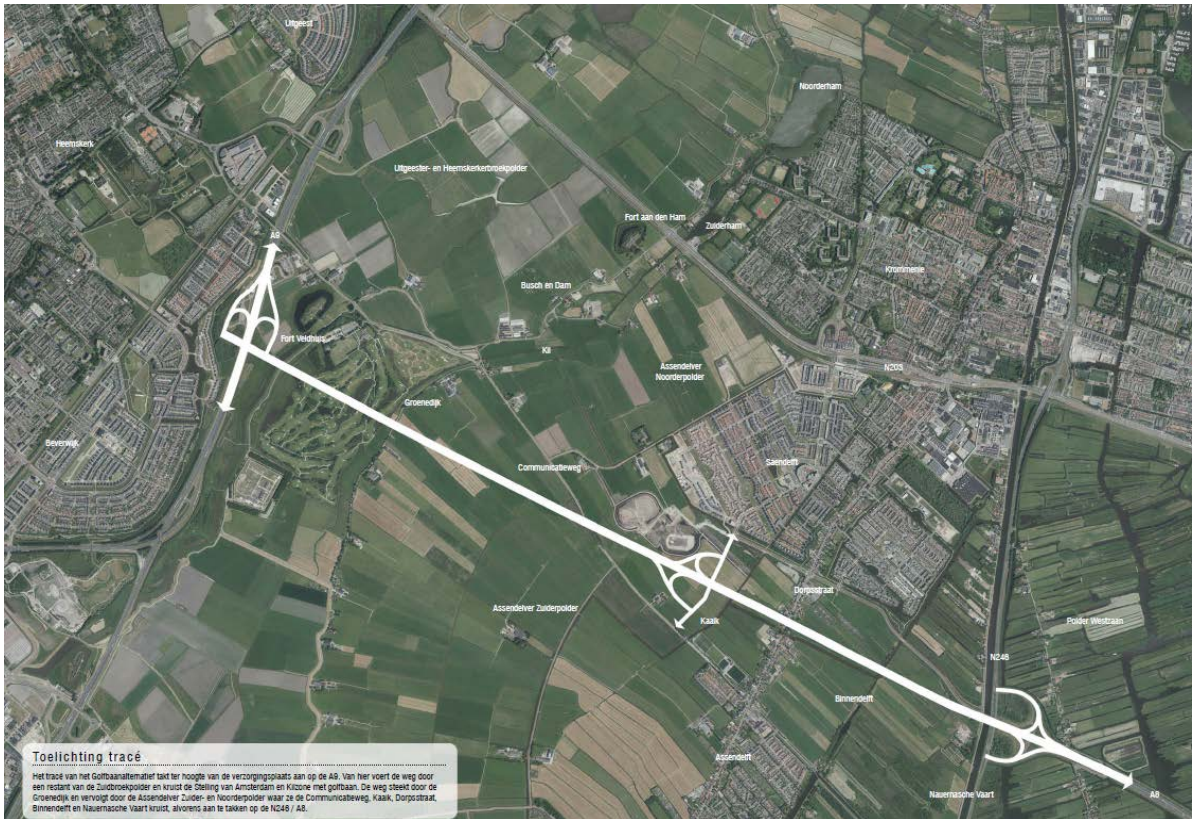 Uitgeest
Noorderham
Heemskerk
Uitgeester- en Heemskerkerbroekpolder
Fort aan den Ham
Zuiderham
A9
Krommenie
Busch en Dam
Fort Veldhuis
Kil
Assendelver
Noorderpolder
N203
Groenedijk
Beverwijk
Saendelft
Communicatieweg
Dorpsstraat
Assendelver Zuiderpolder
Kaaik
Polder Westzaan
N246
Binnendelft
Assendelft
Nauernasche Vaart
A8
Toelichting tracé
Het tracé van het Golfbaanalternatief takt ter hoogte van de verzorgingsplaats aan op de A9. Van hier voert de weg door
een restant van de Zuidbroekpolder en kruist de Stelling van Amsterdam en Kilzone met golfbaan. De weg steekt door de
Groenedijk en vervolgt door de Assendelver Zuider- en Noorderpolder waar ze de Communicatieweg, Kaaik, Dorpsstraat,
Binnendelft en Nauernasche Vaart kruist, alvorens aan te takken op de N246 / A8.